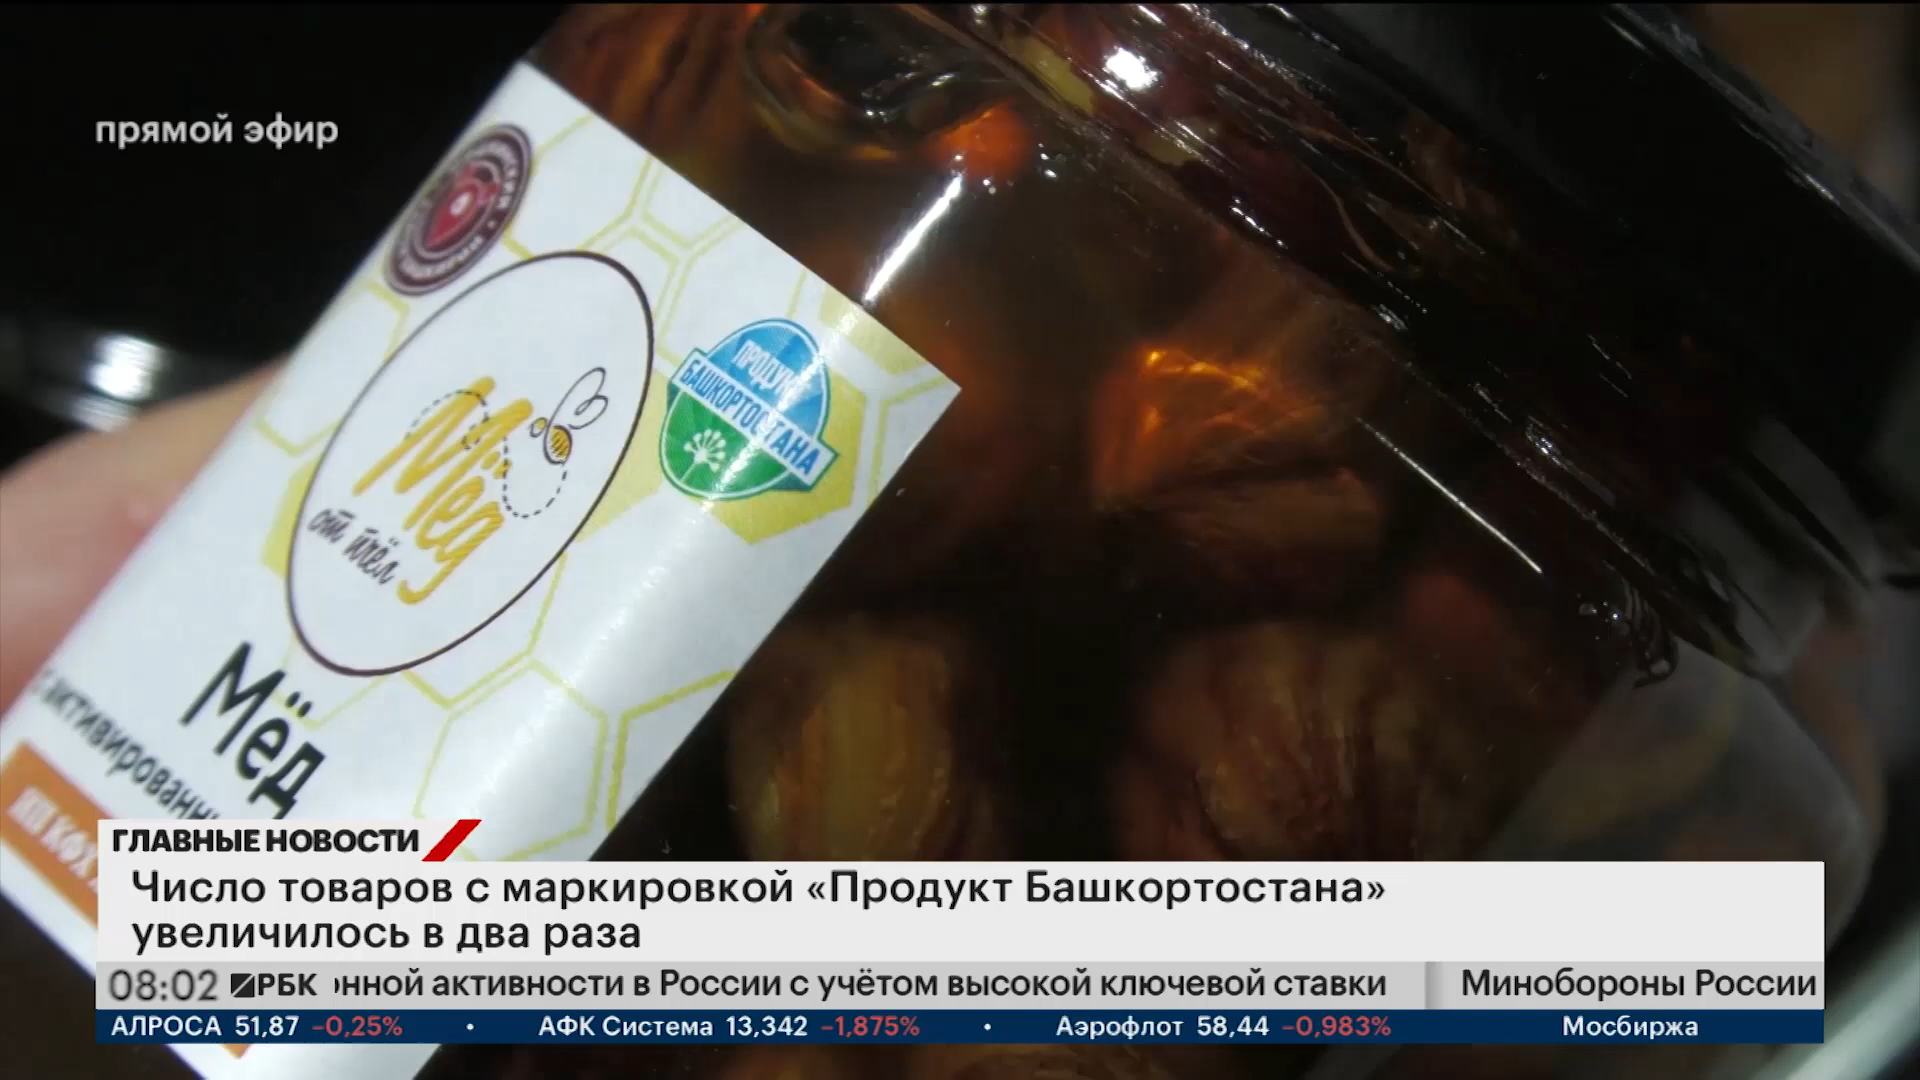 прямой эфир
ПРОДУКТ
БАШКОРТОСТАНА
Мёд
от пчёл
Мёд
ГЛАВНЫЕ НОВОСТИ
Число товаров с маркировкой «Продукт Башкортостана»
увеличилось в два раза
08:02 РБК нной активности в России с учётом высокой ключевой ставки Минобороны России
АЛРОСА 51,87 −0,25% • АФК Система 13,342 −1,875% • Аэрофлот 58,44 −0,983% Мосбиржа